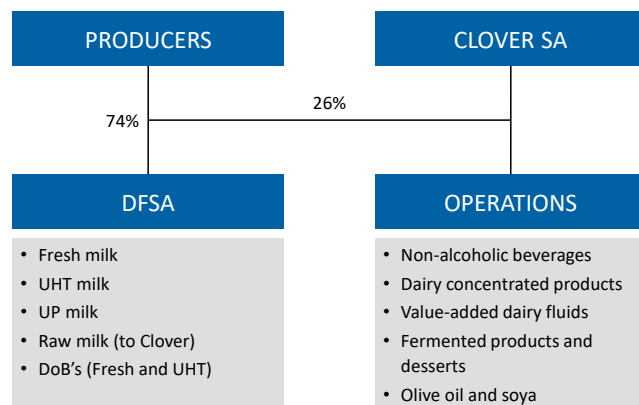 PRODUCERS
CLOVER SA
26%
74%
DFSA
OPERATIONS
• Fresh milk
• UHT milk
• UP milk
• Raw milk (to Clover)
• DoB's (Fresh and UHT)
• Non-alcoholic beverages
• Dairy concentrated products
• Value-added dairy fluids
• Fermented products and
desserts
• Olive oil and soya